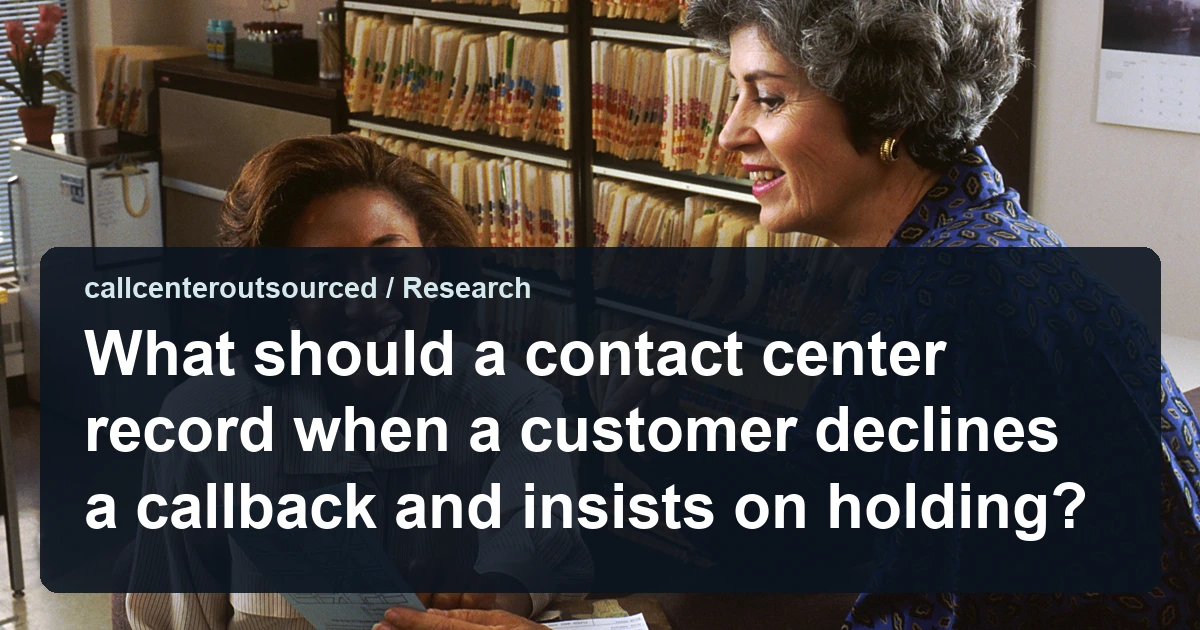 callcenteroutsourced / Research
What should a contact center
record when a customer declines
a callback and insists on holding?